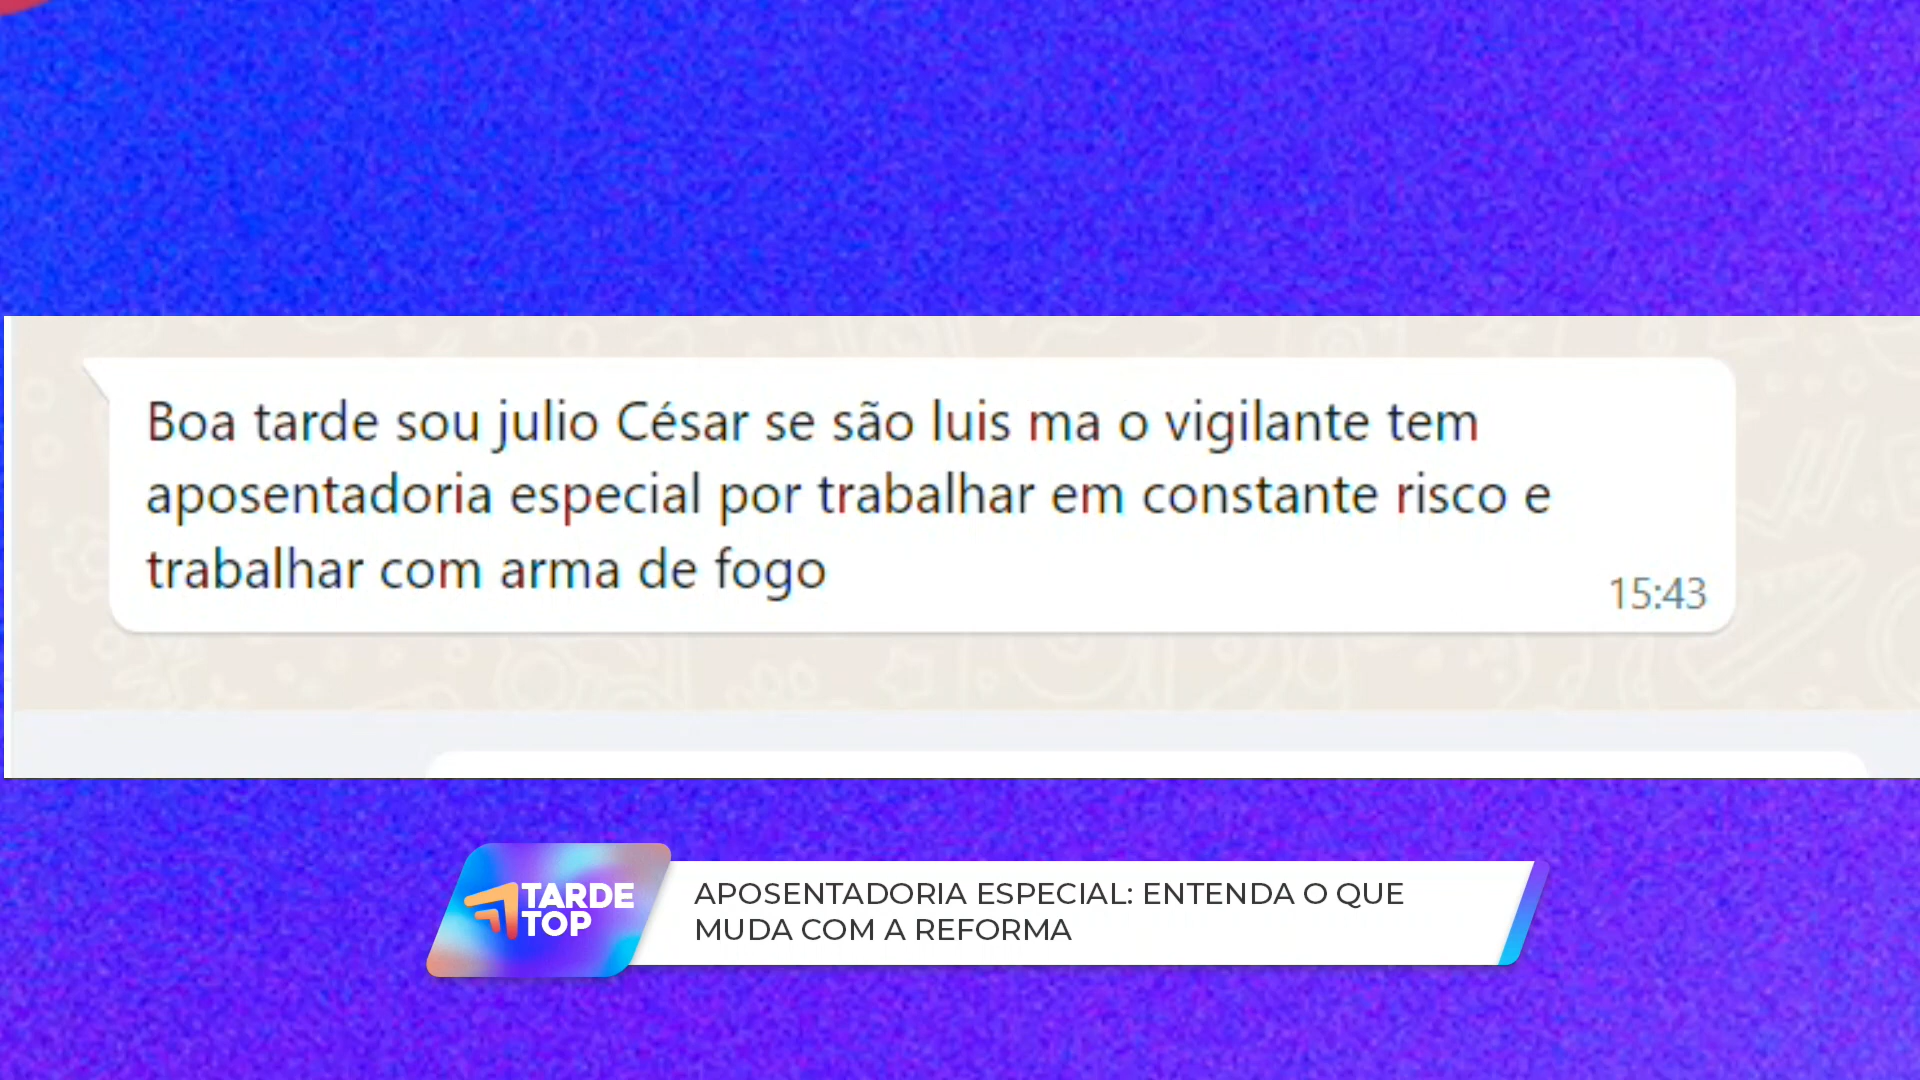 Boa tarde sou julio César se são luis ma o vigilante tem
aposentadoria especial por trabalhar em constante risco e
trabalhar com arma de fogo
15:43
TARDE
TOP
APOSENTADORIA ESPECIAL: ENTENDA O QUE
MUDA COM A REFORMA